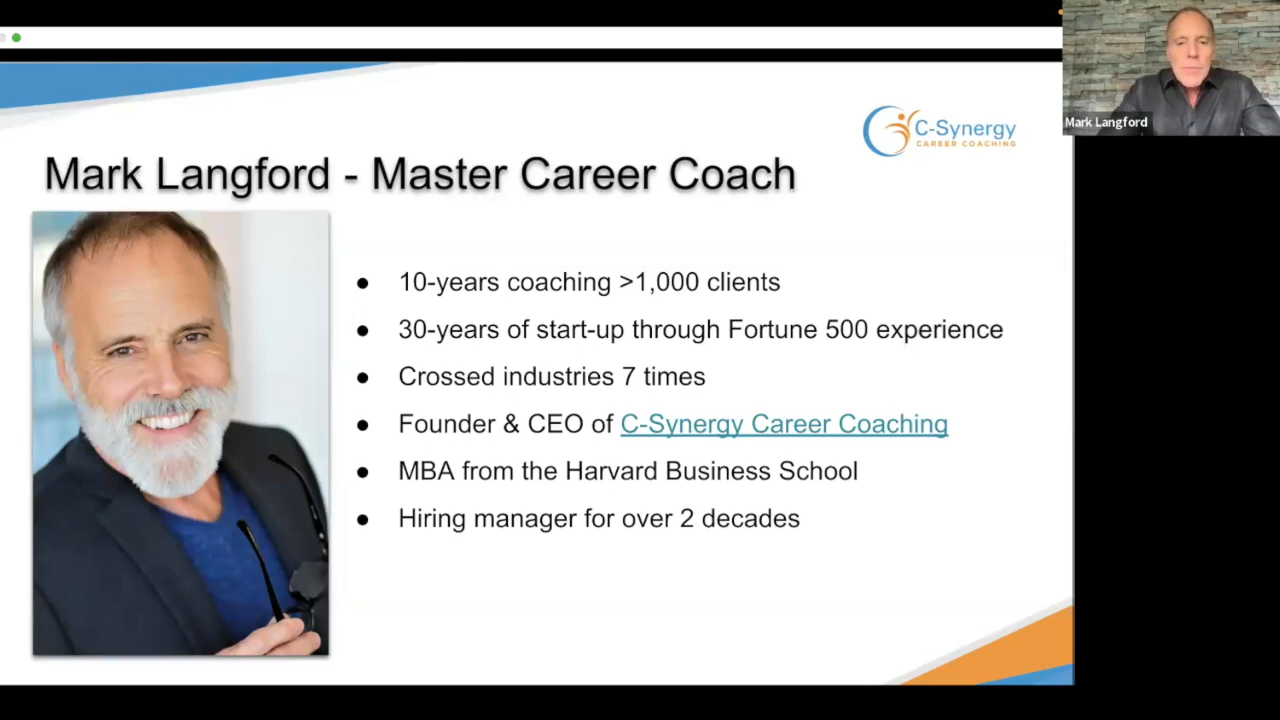 C-Synergy
CAREER COACHING
Mark Langford
Mark Langford - Master Career Coach
● 10-years coaching >1,000 clients
● 30-years of start-up through Fortune 500 experience
● Crossed industries 7 times
● Founder & CEO of C-Synergy Career Coaching
● MBA from the Harvard Business School
● Hiring manager for over 2 decades